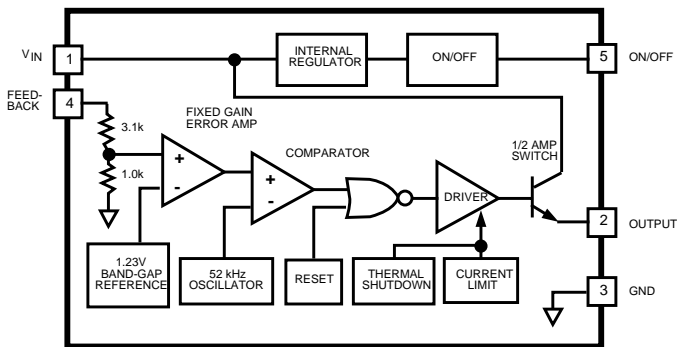 V IN
1
INTERNAL
REGULATOR
ON/OFF
5
ON/OFF
FEED-
BACK
4
3.1k
1.0k
FIXED GAIN
ERROR AMP
+
-
COMPARATOR
+
-
1/2 AMP
SWITCH
DRIVER
2
OUTPUT
1.23V
BAND-GAP
REFERENCE
52 kHz
OSCILLATOR
RESET
THERMAL
SHUTDOWN
CURRENT
LIMIT
3
GND